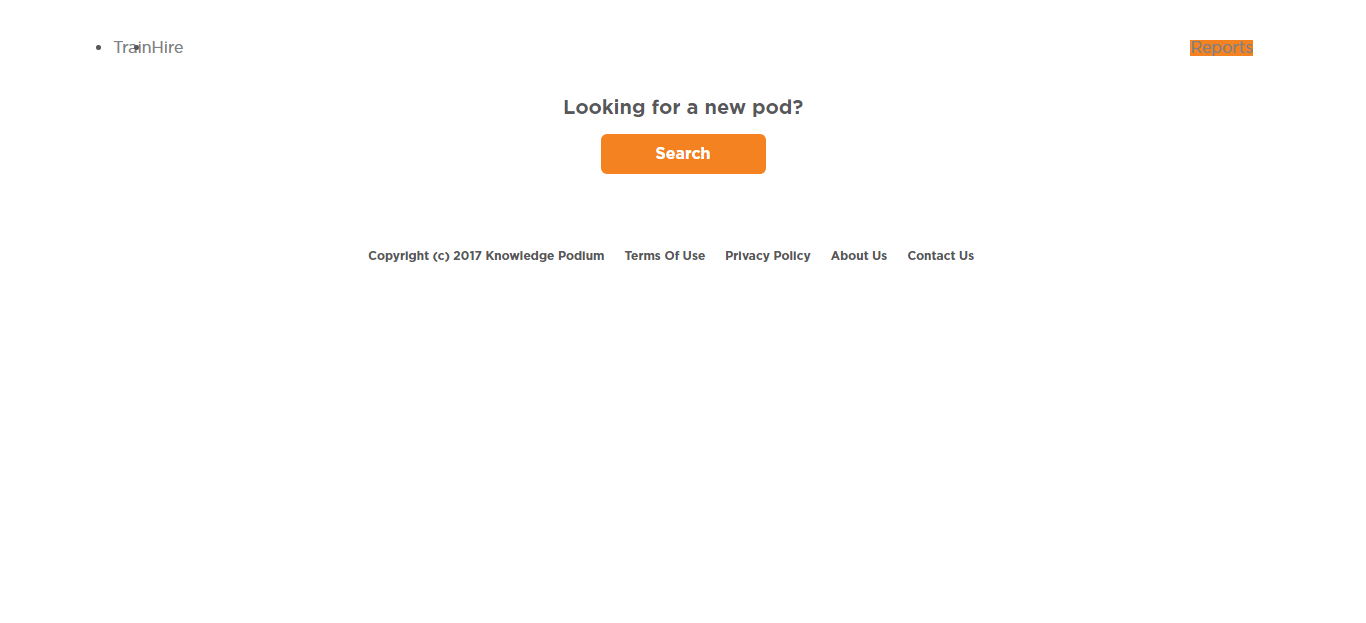 TrainHire
Reports
Looking for a new pod?
Search
Copyright (c) 2017 Knowledge Podium Terms Of Use Privacy Policy About Us Contact Us